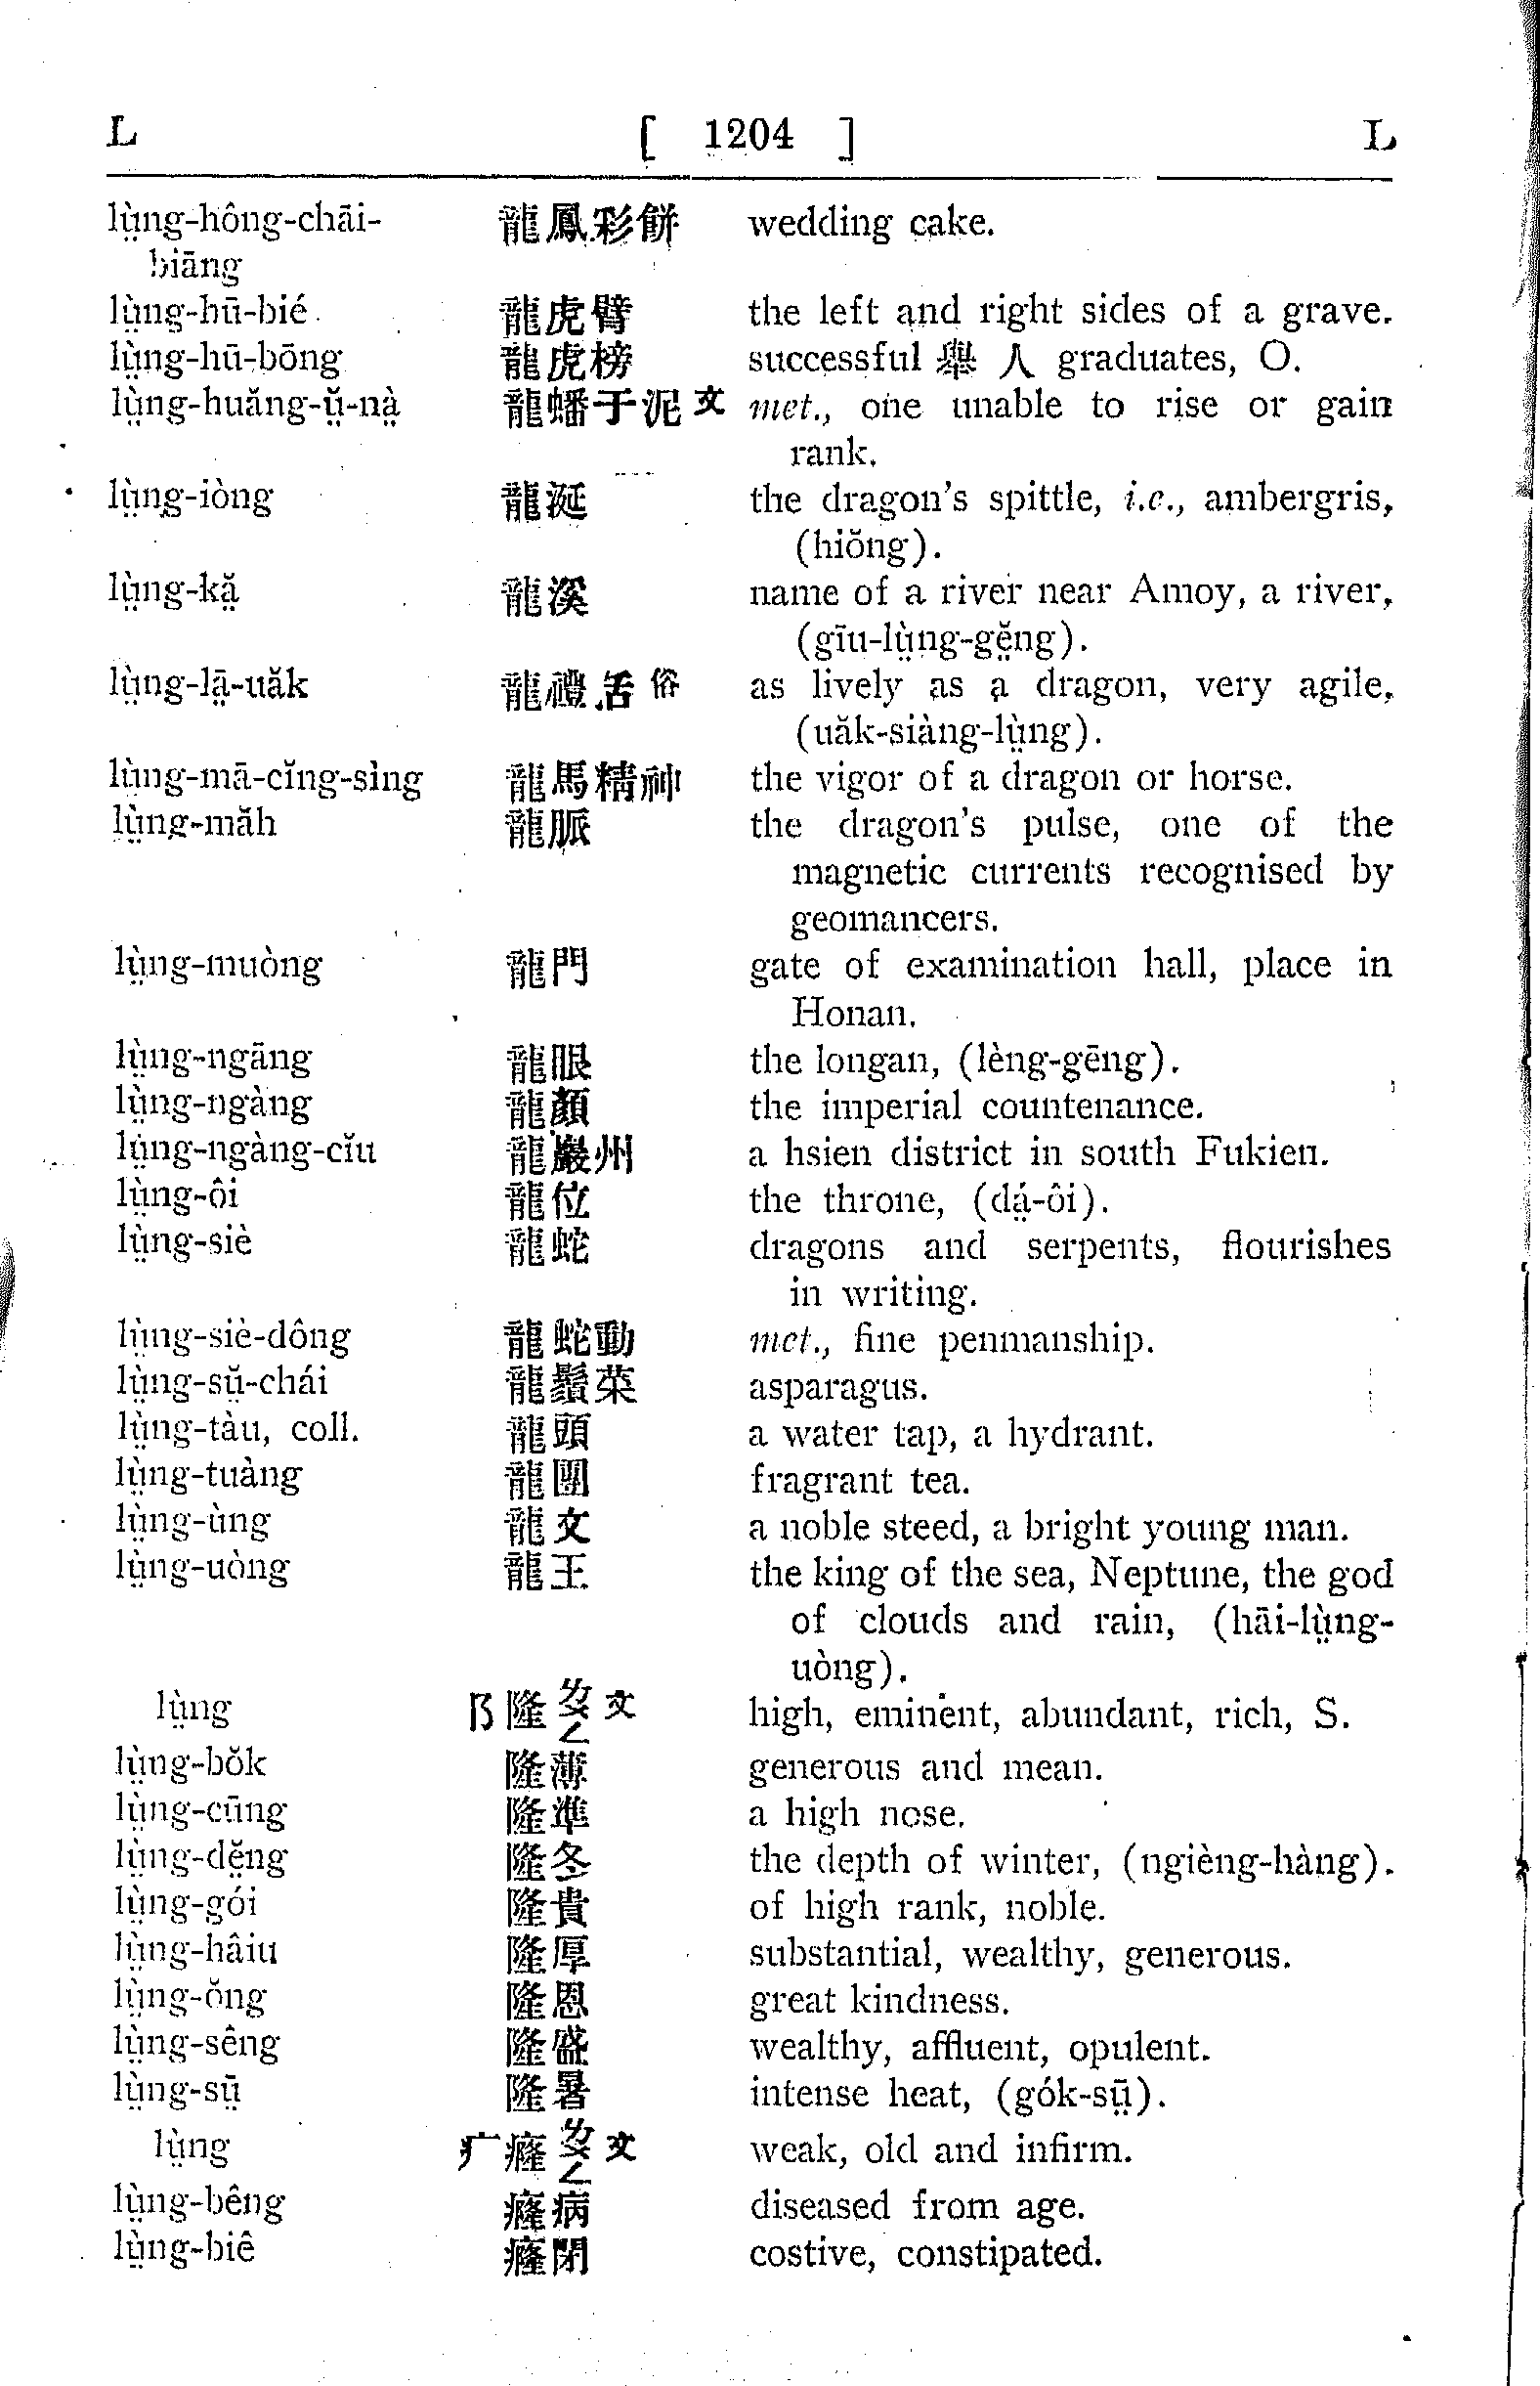 L [ 1204 ] L
lṳ̀ng-hông-chāi- 龍鳳彩餅 wedding cake.
biāng
lṳ̀ng-hū-bié 龍虎臂 the left and right sides of a grave.
lṳ̀ng-hū-bōng 龍虎榜 successful 舉人 graduates, O.
lṳ̀ng-huăng-ṳ̆-nà̤ 龍蟠于泥 文 met., one unable to rise or gain
rank.
lṳ̀ng-iòng 龍涎 the dragon's spittle, i.e., ambergris,
(hiŏng).
lṳ̀ng-kă̤ 龍溪 name of a river near Amoy, a river,
(gīu-lṳ̀ng-gĕ̤ng).
lṳ̀ng-lā̤-uăk 龍禮活 俗 as lively as a dragon, very agile,
(uăk-siàng-lṳ̀ng).
lṳ̀ng-mā-cĭng-sìng 龍馬精神 the vigor of a dragon or horse.
lṳ̀ng-măh 龍脈 the dragon's pulse, one of the
magnetic currents recognised by
geomancers.
lṳ̀ng-muòng 龍門 gate of examination hall, place in
Honan.
lṳ̀ng-ngāng 龍眼 the longan, (lèng-gēng).
lṳ̀ng-ngàng 龍顏 the imperial countenance.
lṳ̀ng-ngàng-cĭu 龍巖州 a hsien district in south Fukien.
lṳ̀ng-ôi 龍位 the throne, (dá̤-ôi).
lṳ̀ng-siè 龍蛇 dragons and serpents, flourishes
in writing.
lṳ̀ng-siè-dông 龍蛇動 met., fine penmanship.
lṳ̀ng-sṳ̆-chái 龍鬚菜 asparagus.
lṳ̀ng-tàu, coll. 龍頭 a water tap, a hydrant.
lṳ̀ng-tuàng 龍團 fragrant tea.
lṳ̀ng-ùng 龍文 a noble steed, a bright young man.
lṳ̀ng-uòng 龍王 the king of the sea, Neptune, the god
of clouds and rain, (hāi-lṳ̀ng-
uòng).
lṳ̀ng 阝隆 ㄌㄡㄥ 文 high, eminent, abundant, rich, S.
lṳ̀ng-bŏk 隆薄 generous and mean.
lṳ̀ng-cūng 隆準 a high nose.
lṳ̀ng-dĕ̤ng 隆冬 the depth of winter, (ngièng-hàng).
lṳ̀ng-gói 隆貴 of high rank, noble.
lṳ̀ng-hâiu 隆厚 substantial, wealthy, generous.
lṳ̀ng-ŏng 隆恩 great kindness.
lṳ̀ng-sêng 隆盛 wealthy, affluent, opulent.
lṳ̀ng-sṳ̄ 隆暑 intense heat, (gók-sṳ̄).
lṳ̀ng 疒癃 ㄌㄡㄥ 文 weak, old and infirm.
lṳ̀ng-bêng 癃病 diseased from age.
lṳ̀ng-biê 癃閉 costive, constipated.